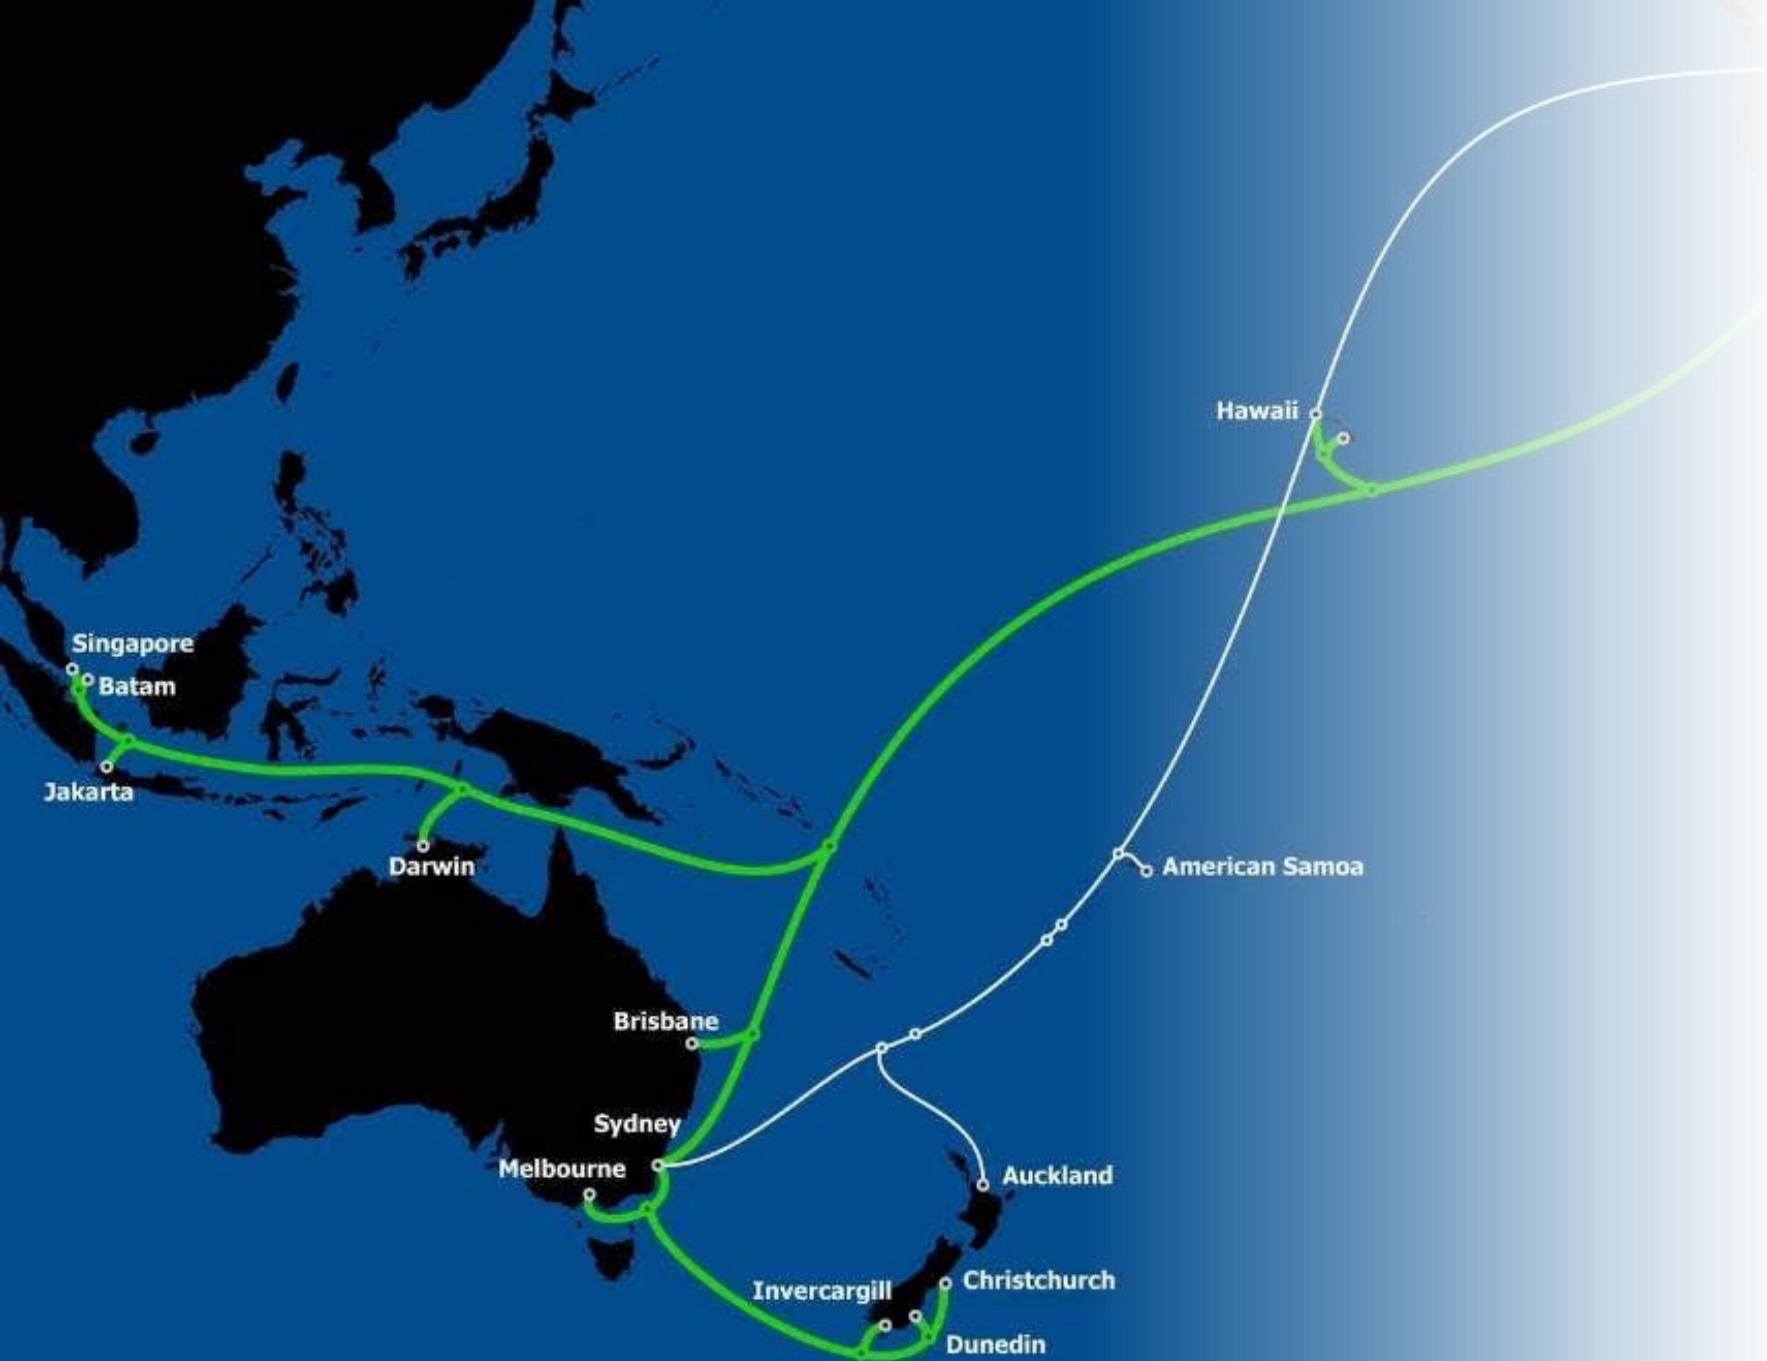 Hawaii
Singapore
Batam
Jakarta
Darwin
American Samoa
Brisbane
Sydney
Melbourne
Auckland
Christchurch
Invercargill
Dunedin